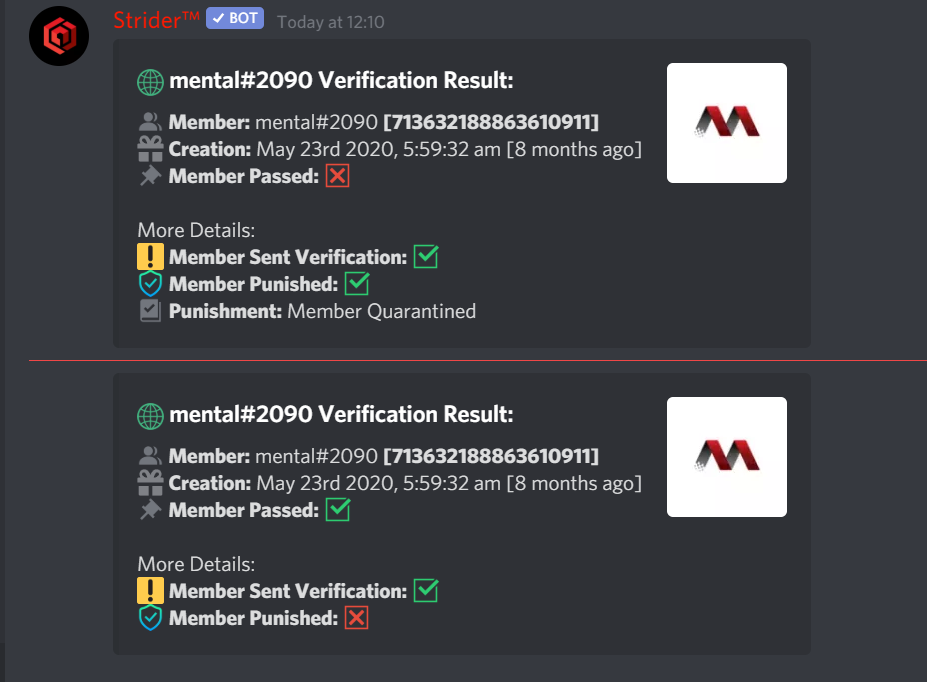 Strider™ ✓ BOT Today at 12:10
mental#2090 Verification Result:
Member: mental#2090 [713632188863610911]
Creation: May 23rd 2020, 5:59:32 am [8 months ago]
Member Passed: ❌
More Details:
Member Sent Verification: ✅
Member Punished: ✅
Punishment: Member Quarantined
mental#2090 Verification Result:
Member: mental#2090 [713632188863610911]
Creation: May 23rd 2020, 5:59:32 am [8 months ago]
Member Passed: ✅
More Details:
Member Sent Verification: ✅
Member Punished: ❌